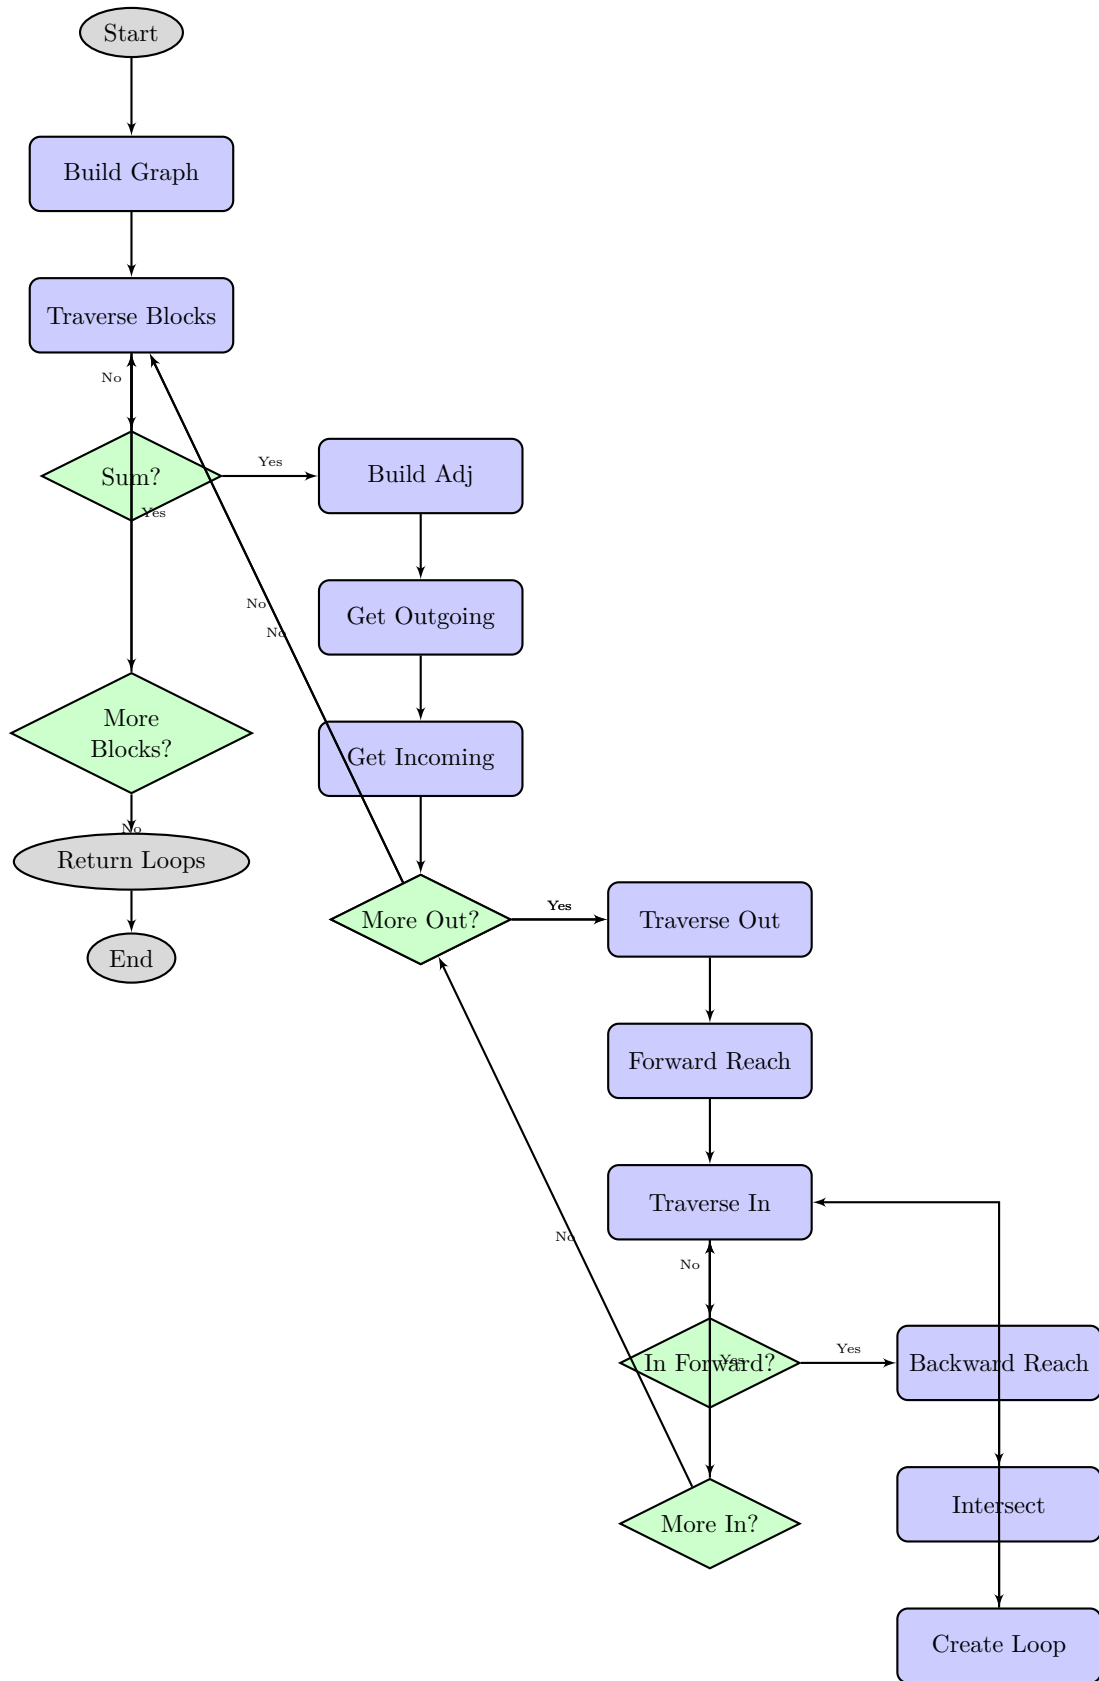 Start
Build Graph
Traverse Blocks
No
Sum?
Yes
Build Adj
Yes
No
No
Get Outgoing
More
Blocks?
Get Incoming
No
Return Loops
More Out?
Yes
Traverse Out
End
Forward Reach
Traverse In
No
No
In Forward?
Yes
Yes
Backward Reach
Intersect
More In?
Create Loop